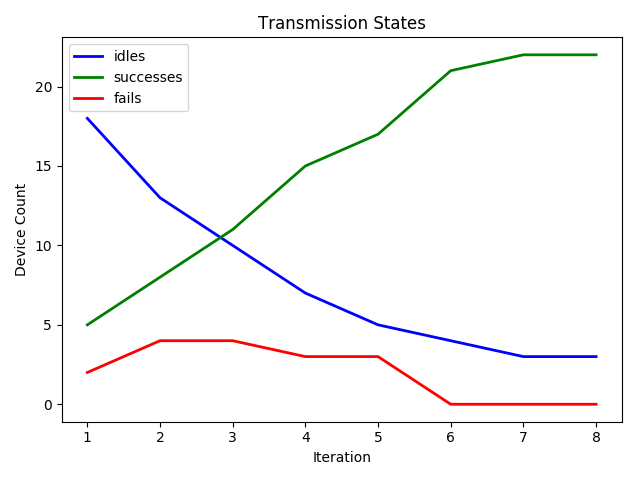 Transmission States
idles
successes
fails
Device Count
20
15
10
5
0
1 2 3 4 5 6 7 8
Iteration